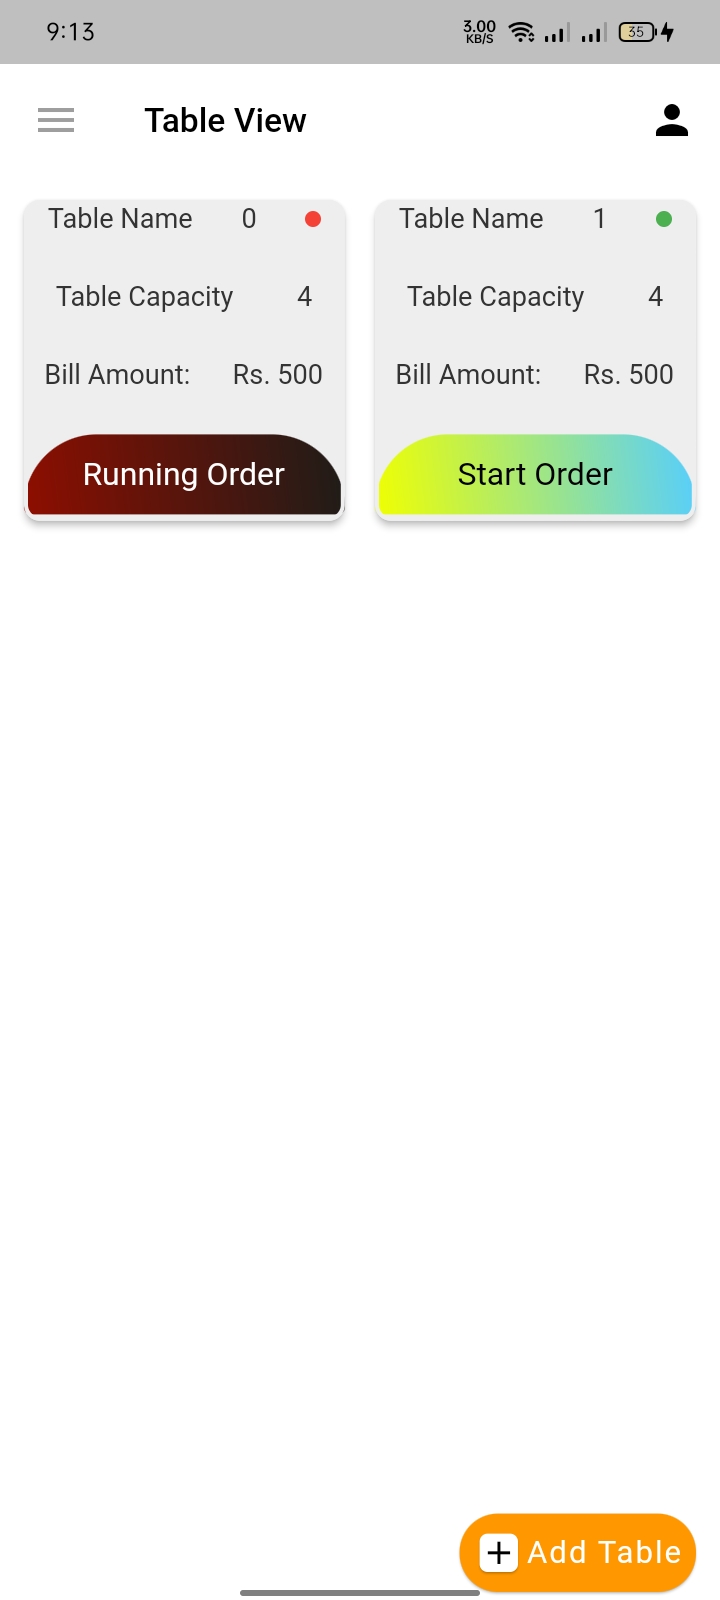 9:13 3.00 KB/S 35
Table View
Table Name 0 Table Name 1
Table Capacity 4 Table Capacity 4
Bill Amount: Rs. 500 Bill Amount: Rs. 500
Running Order Start Order
Add Table